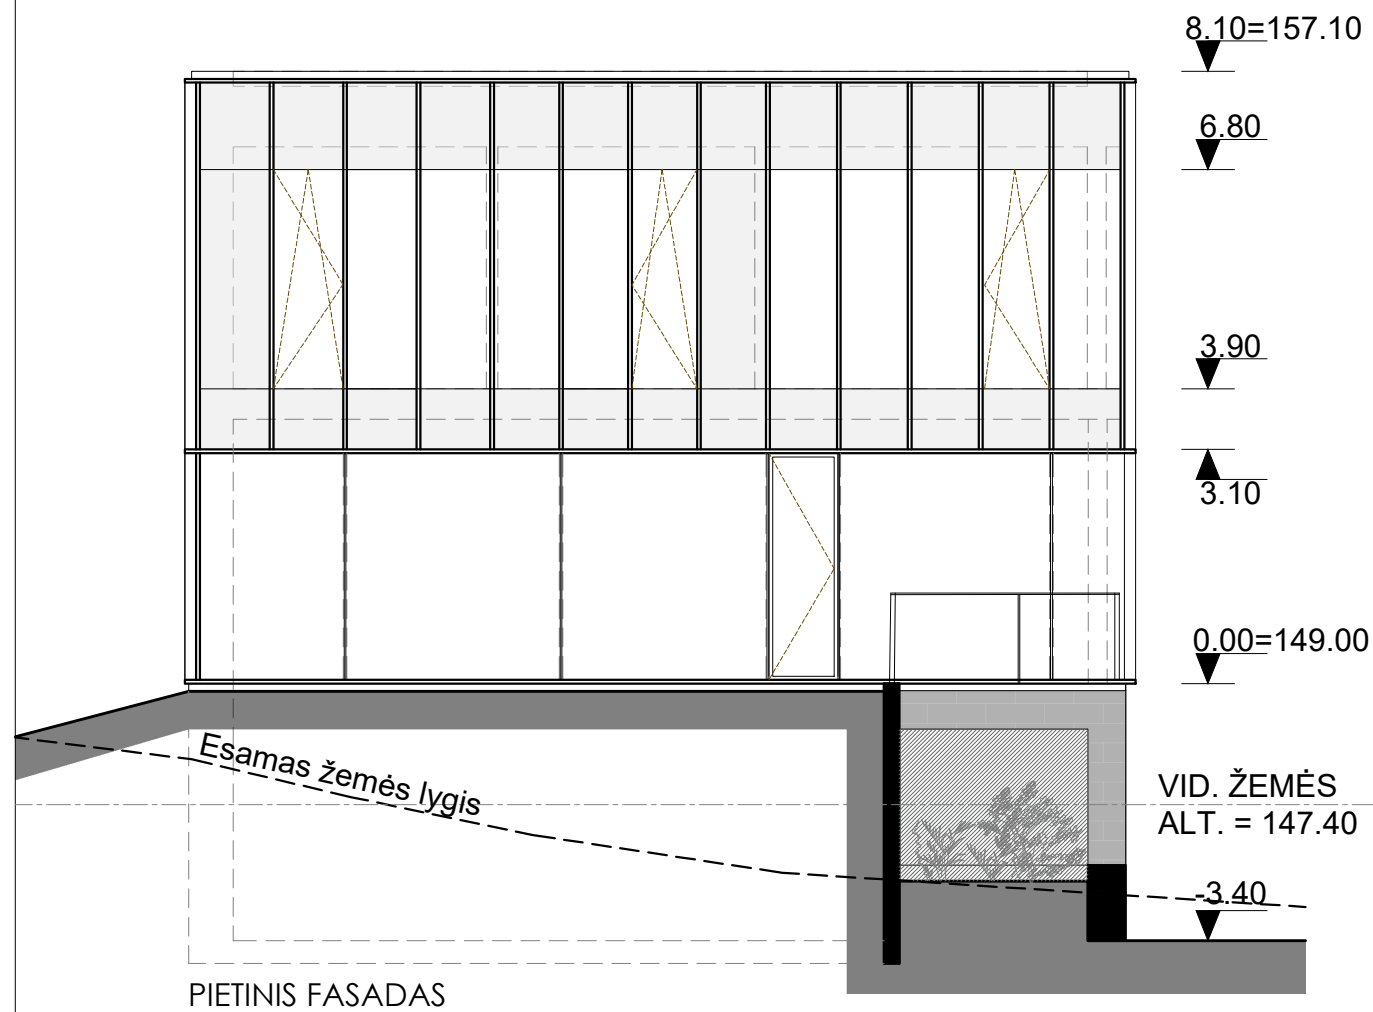 8.10=157.10
6.80
3.90
3.10
0.00=149.00
Esamas žemės lygis
VID. ŽEMĖS
ALT. = 147.40
-3.40
PIETINIS FASADAS